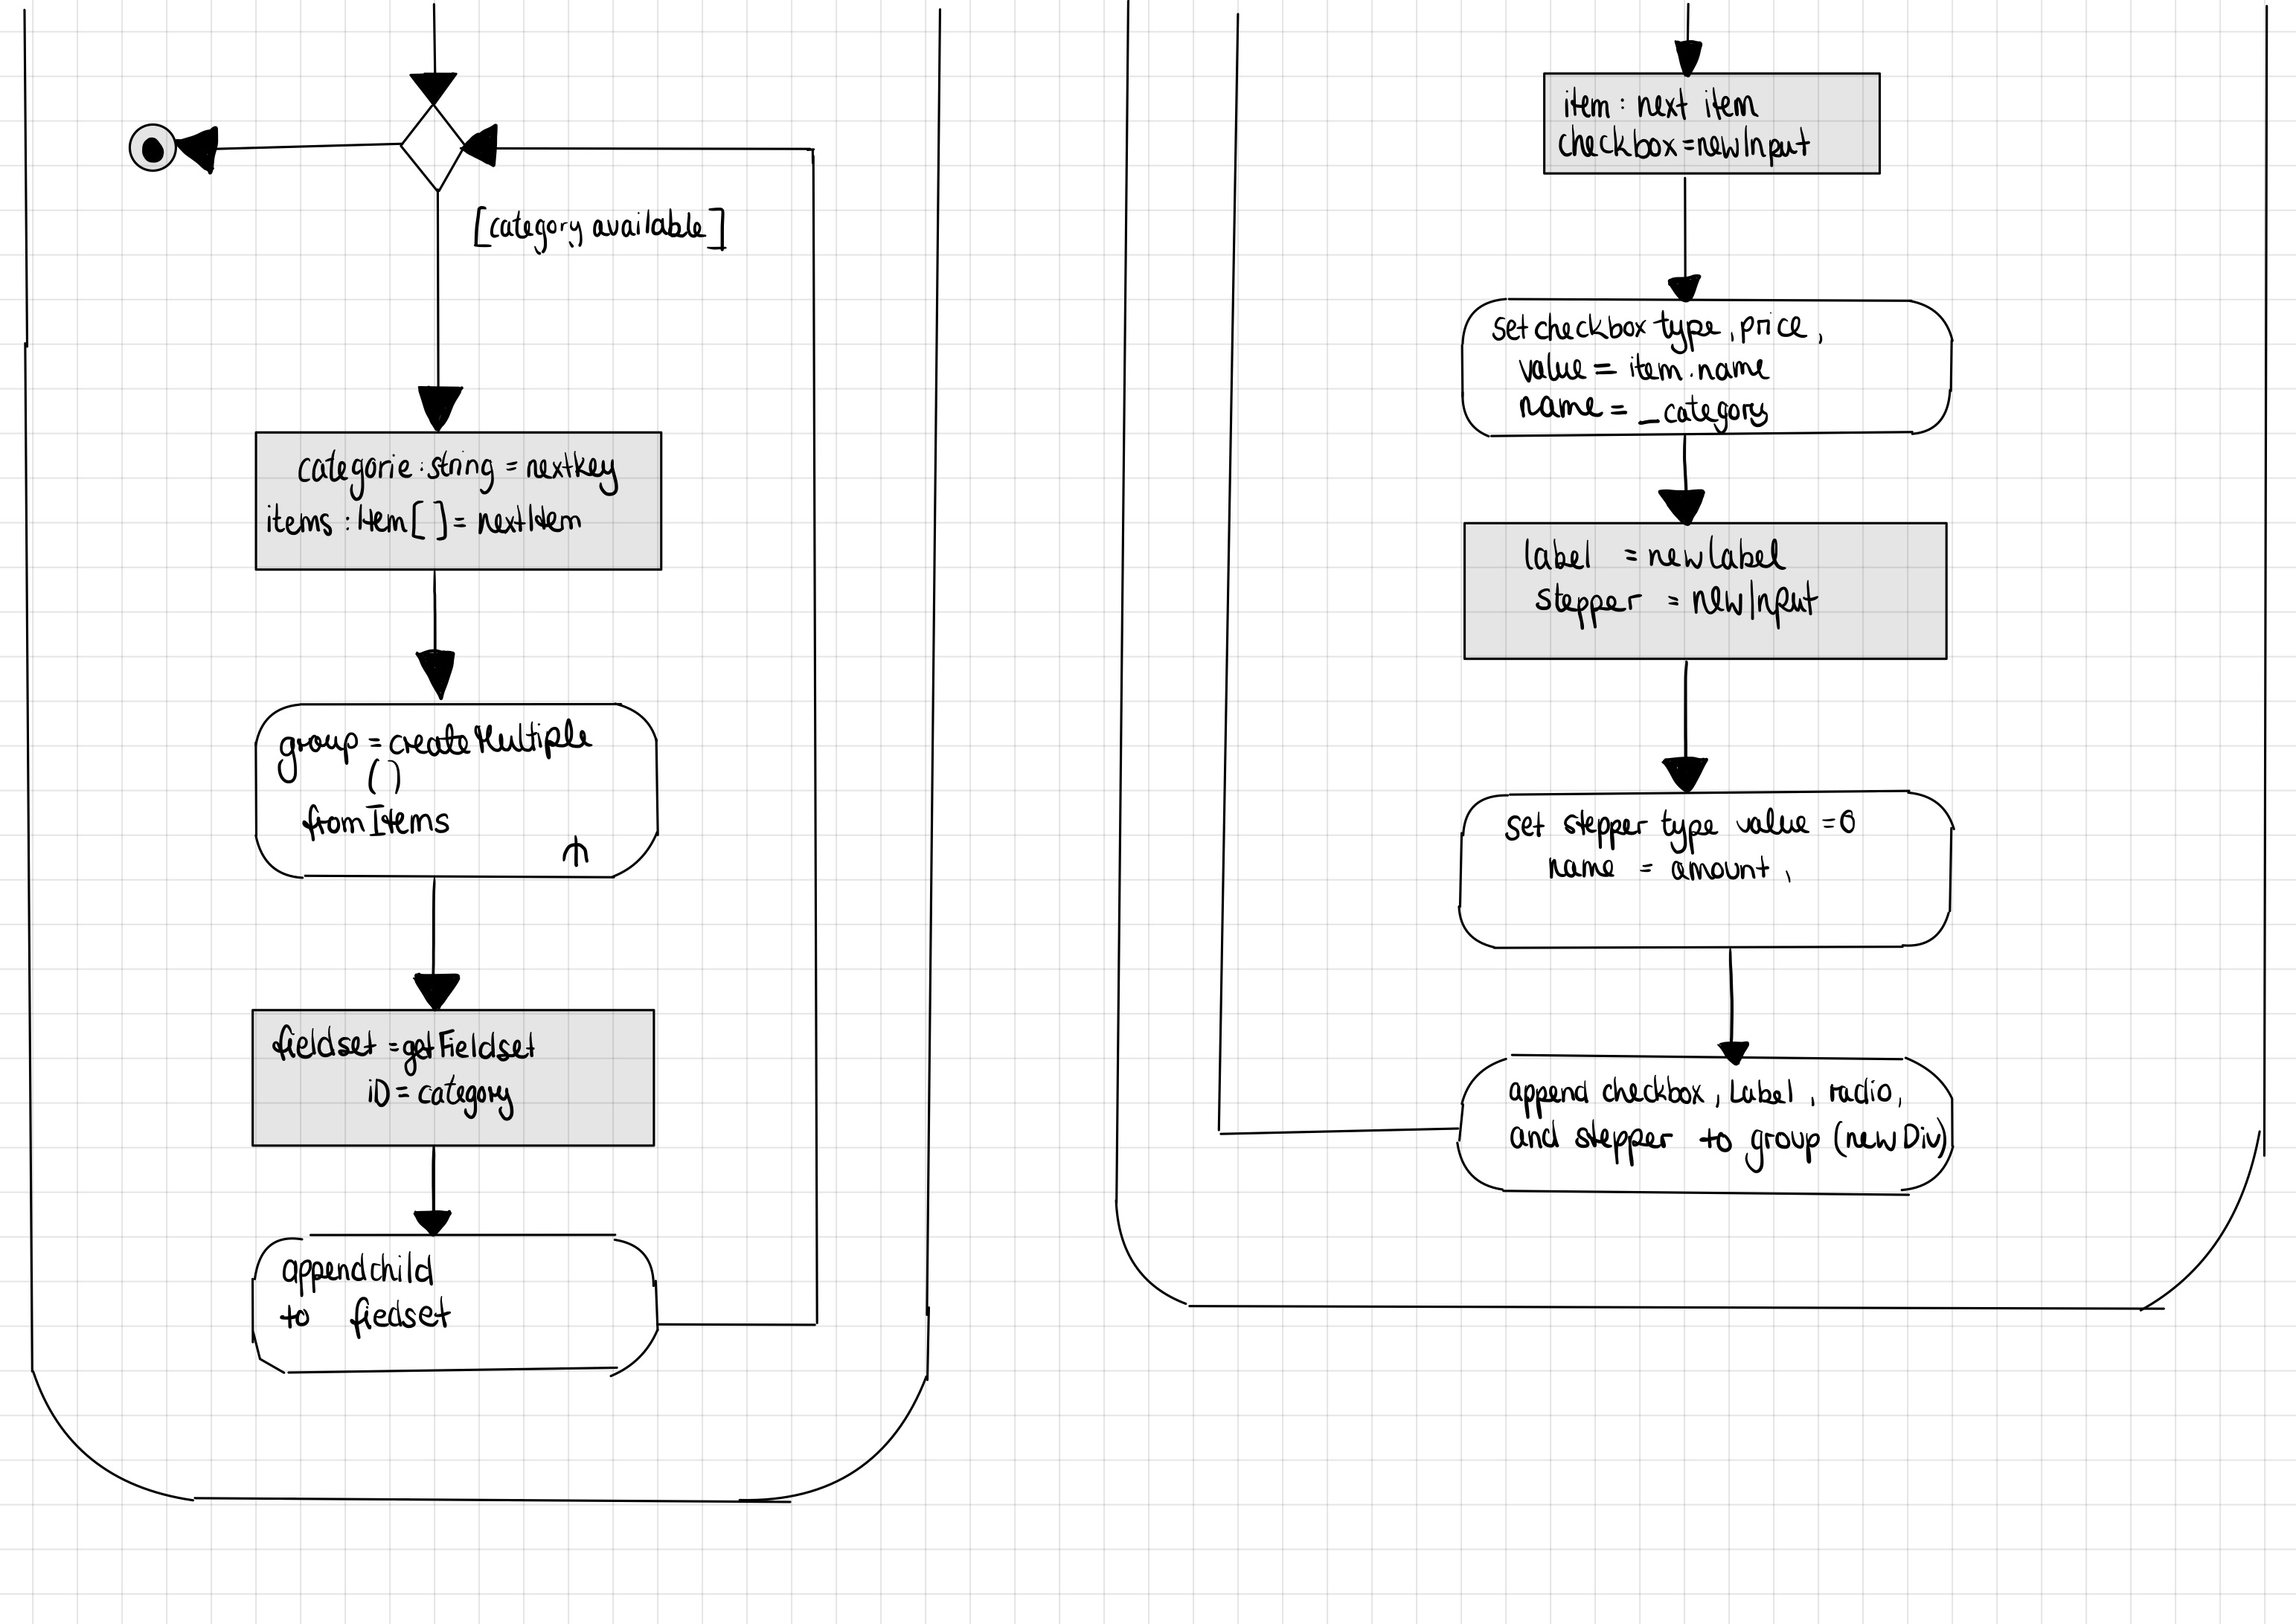 [category available]
categorie : string = nextkey
items : Item [ ] = nextItem
group = createMultiple
( )
fromItems
fieldset = getFieldset
iD = category
appendchild
to fiedset
item : next item
checkbox = newInput
set checkbox type, price,
value = item.name
name = _category
label = newlabel
stepper = newInput
set stepper type value = 0
name = amount,
append checkbox, Label, radio,
and stepper to group (newDiv)